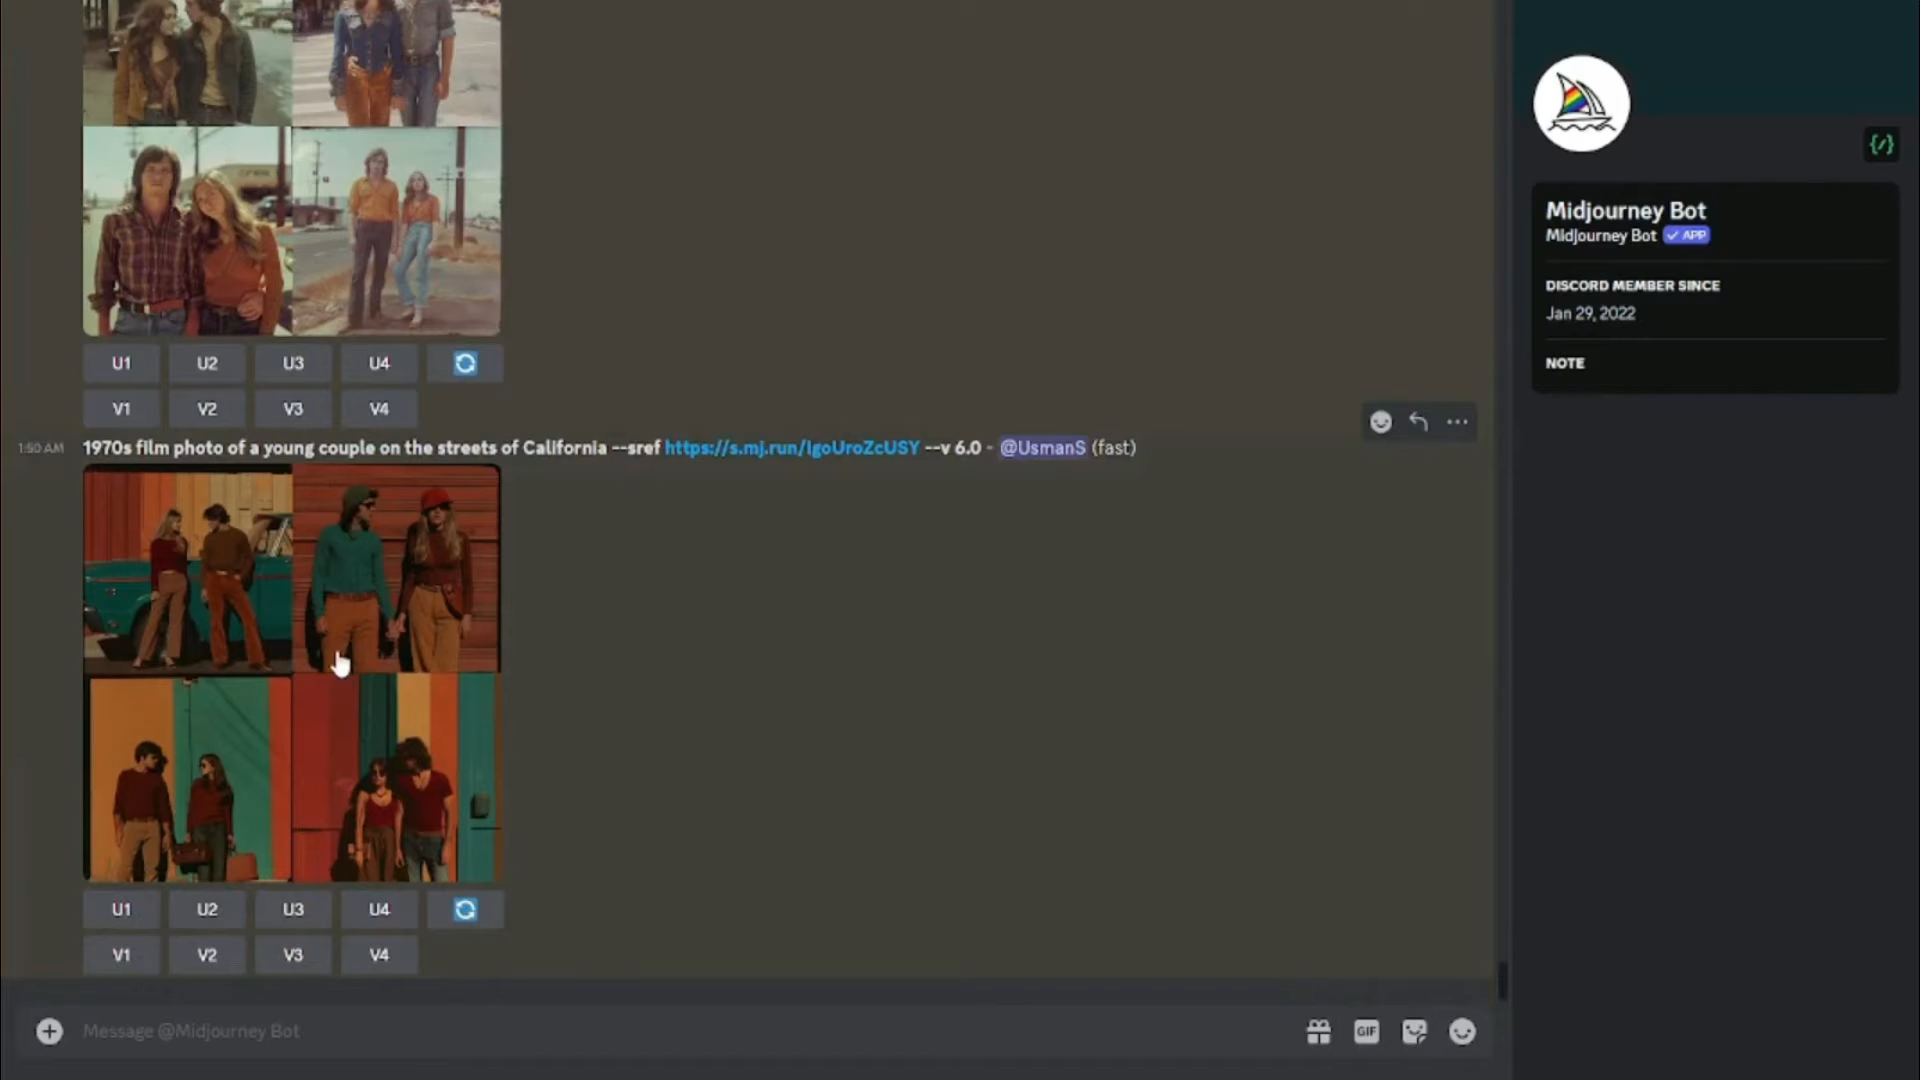 U1 U2 U3 U4
V1 V2 V3 V4
1:50 AM 1970s film photo of a young couple on the streets of California --sref https://s.mj.run/IgoUroZcUSY --v 6.0 - @UsmanS (fast)
U1 U2 U3 U4
V1 V2 V3 V4
Message @Midjourney Bot
GIF
Midjourney Bot
Midjourney Bot APP
DISCORD MEMBER SINCE
Jan 29, 2022
NOTE